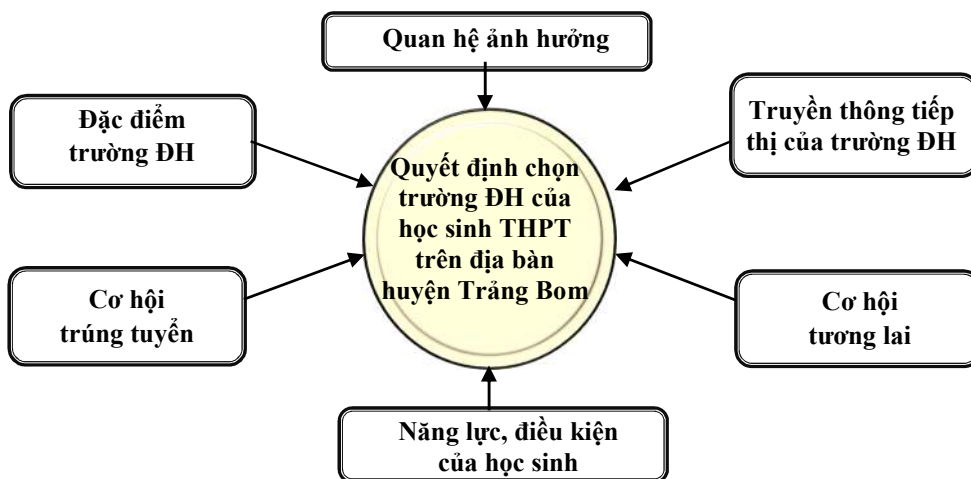 Quan hệ ảnh hưởng
Đặc điểm
trường ĐH
Truyền thông tiếp
thị của trường ĐH
Quyết định chọn
trường ĐH của
học sinh THPT
trên địa bàn
huyện Trảng Bom
Cơ hội
trúng tuyển
Cơ hội
tương lai
Năng lực, điều kiện
của học sinh